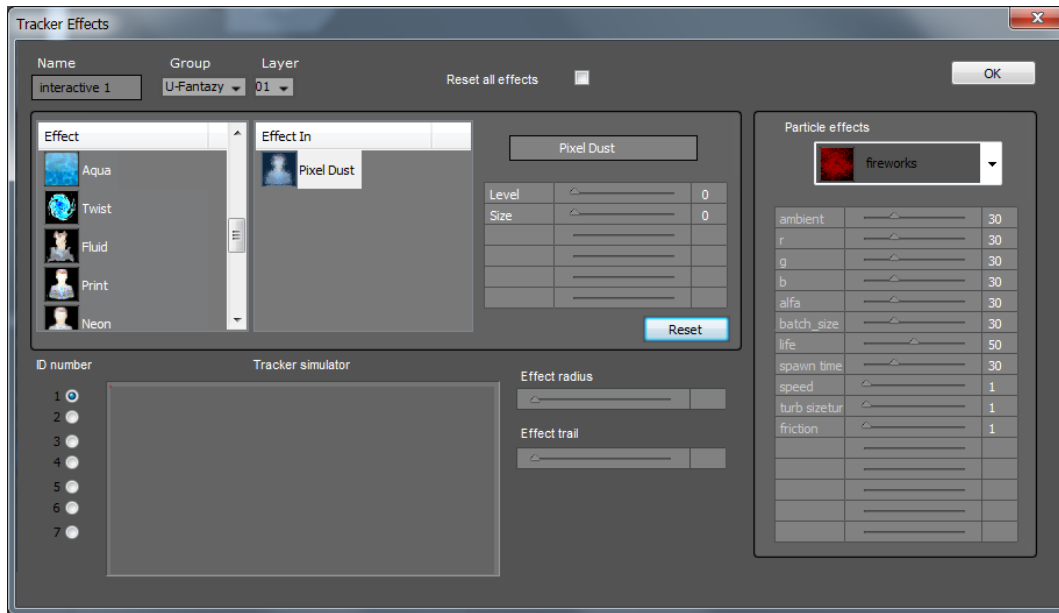 Tracker Effects
Name Group Layer
interactive 1 U-Fantazy 01
Reset all effects
OK
Effect
Aqua
Twist
Fluid
Print
Neon
Effect In
Pixel Dust
Pixel Dust
Level 0
Size 0
Reset
Particle effects
fireworks
ambient 30
r 30
g 30
b 30
alfa 30
batch_size 30
life 50
spawn time 30
speed 1
turb sizetur 1
friction 1
ID number
1
2
3
4
5
6
7
Tracker simulator
Effect radius
Effect trail